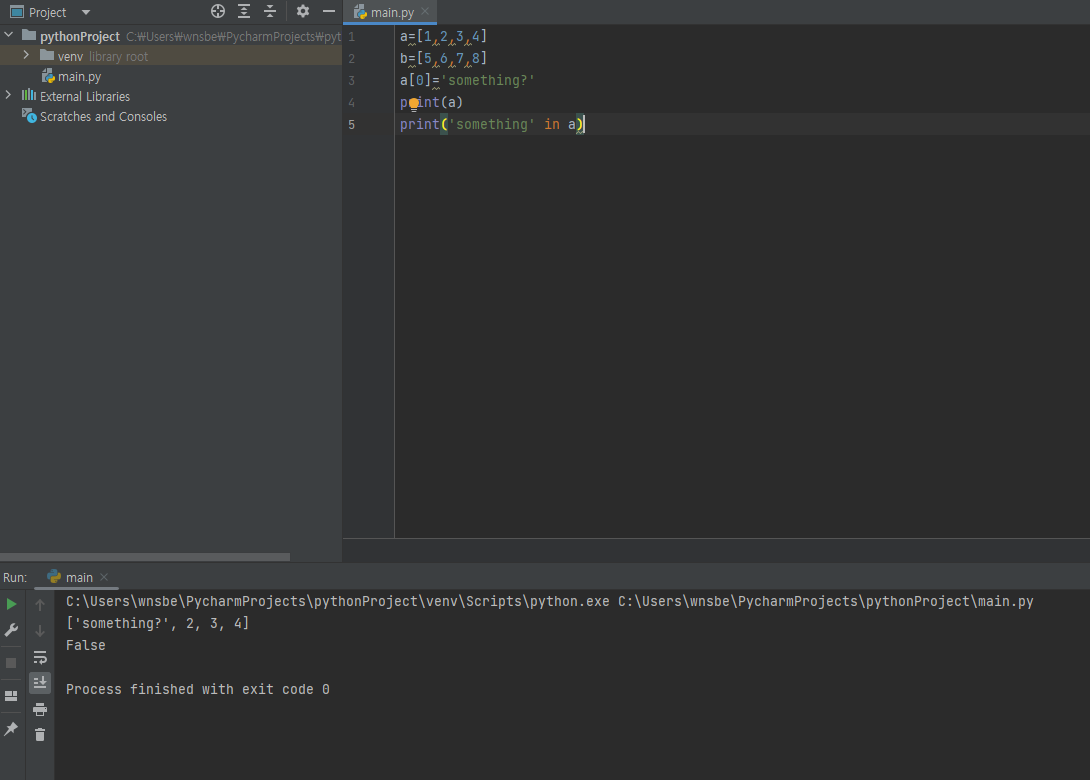 Project
main.py
pythonProject C:₩Users₩wnsbe₩PycharmProjects₩pyt
venv library root
main.py
External Libraries
Scratches and Consoles
1 a=[1,2,3,4]
2 b=[5,6,7,8]
3 a[0]='something?'
4 print(a)
5 print('something' in a)
Run: main
C:\Users\wnsbe\PycharmProjects\pythonProject\venv\Scripts\python.exe C:\Users\wnsbe\PycharmProjects\pythonProject\main.py
['something?', 2, 3, 4]
False
Process finished with exit code 0